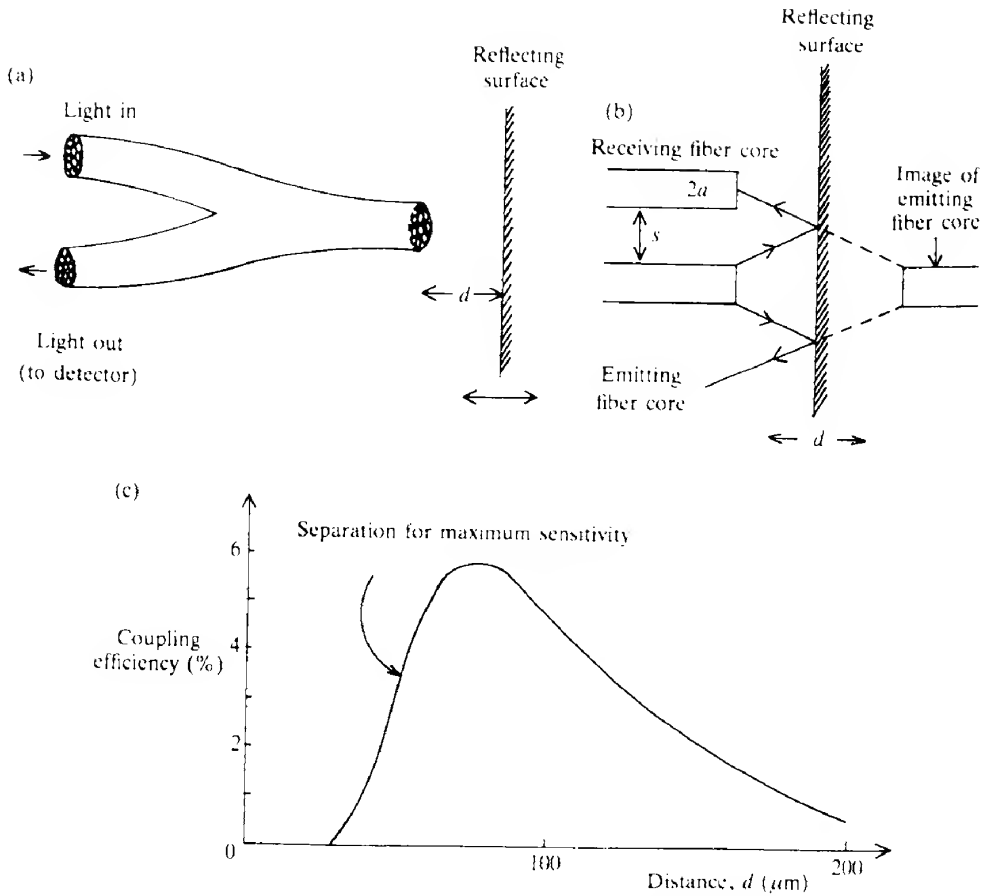 (a)
Light in
Reflecting
surface
d
Light out
(to detector)
(b)
Reflecting
surface
Receiving fiber core
2a
s
Image of
emitting
fiber core
Emitting
fiber core
d
(c)
Separation for maximum sensitivity
Coupling
efficiency (%)
6
4
2
0
100
200
Distance, d (μm)